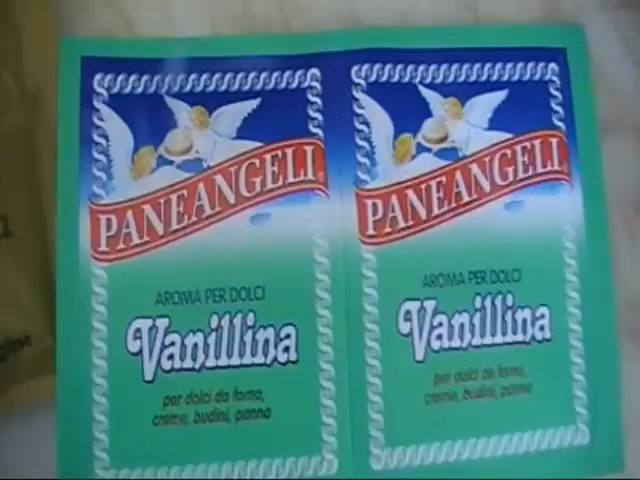 PANEANGELI
AROMA PER DOLCI
Vanillina
per dolci da forno,
creme, budini, panna
PANEANGELI
AROMA PER DOLCI
Vanillina
per dolci da forno,
creme, budini, panna